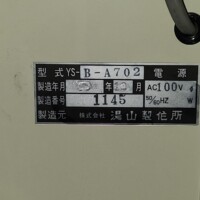 型式 YS-B-A702 電源
製造年月 年 月 AC100V
製造番号 1145 50/60HZ
製造元 株式会社 湯山製作所